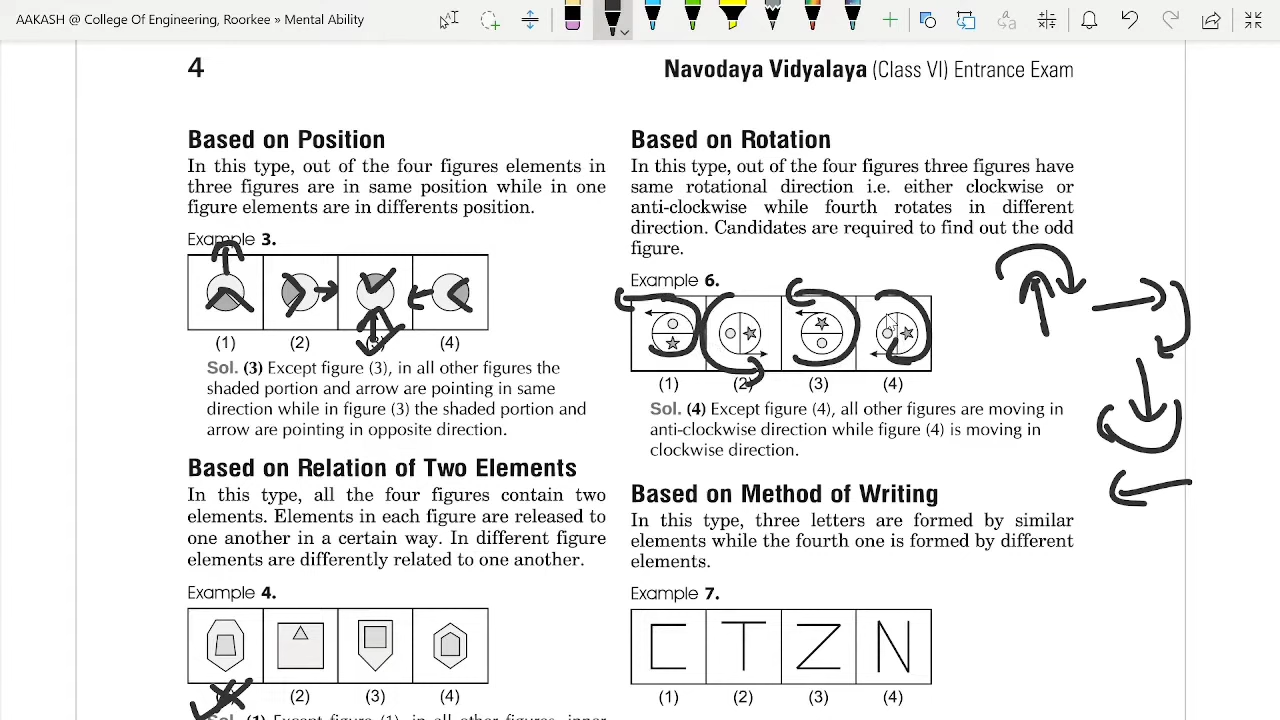 AAKASH @ College Of Engineering, Roorkee » Mental Ability
4
Navodaya Vidyalaya (Class VI) Entrance Exam
Based on Position
In this type, out of the four figures elements in
three figures are in same position while in one
figure elements are in differents position.
Example 3.
(1) (2) (4)
Sol. (3) Except figure (3), in all other figures the
shaded portion and arrow are pointing in same
direction while in figure (3) the shaded portion and
arrow are pointing in opposite direction.
Based on Relation of Two Elements
In this type, all the four figures contain two
elements. Elements in each figure are released to
one another in a certain way. In different figure
elements are differently related to one another.
Example 4.
(2) (3) (4)
Sol. (1) Except figure (1), in all other figures, inner
Based on Rotation
In this type, out of the four figures three figures have
same rotational direction i.e. either clockwise or
anti-clockwise while fourth rotates in different
direction. Candidates are required to find out the odd
figure.
Example 6.
(1) (2) (3) (4)
Sol. (4) Except figure (4), all other figures are moving in
anti-clockwise direction while figure (4) is moving in
clockwise direction.
Based on Method of Writing
In this type, three letters are formed by similar
elements while the fourth one is formed by different
elements.
Example 7.
C T Z N
(1) (2) (3) (4)